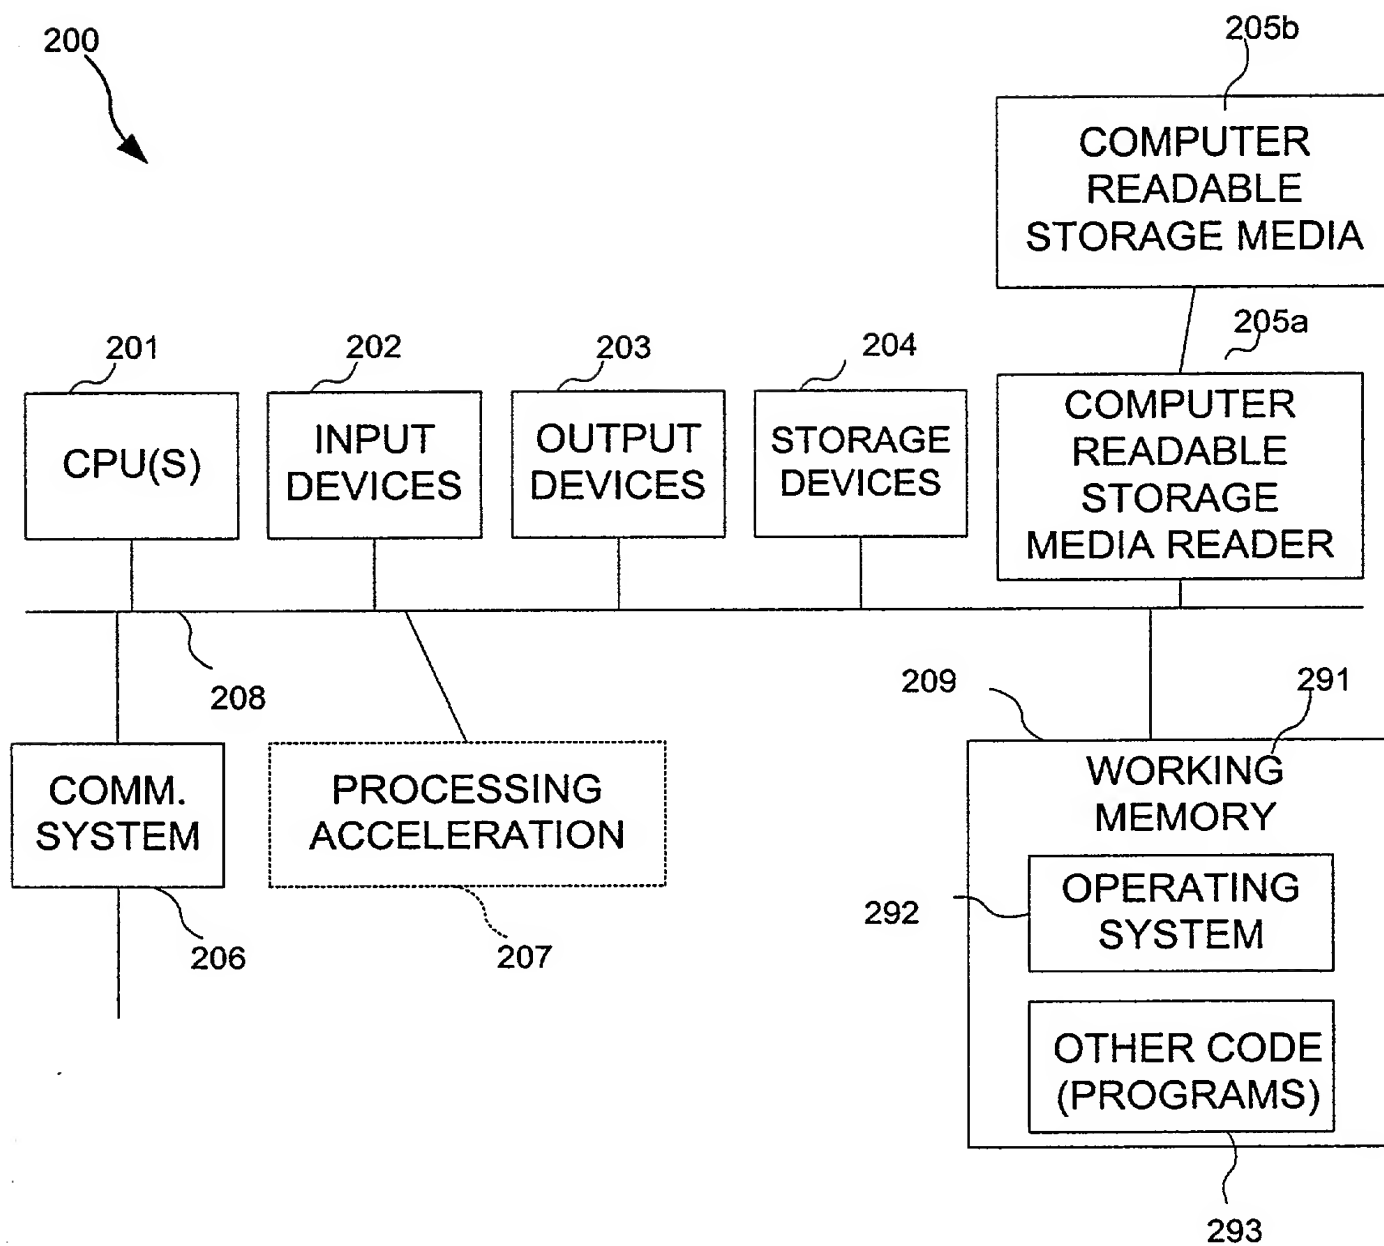 200
205b
COMPUTER
READABLE
STORAGE MEDIA
205a
201
202
203
204
CPU(S)
INPUT
DEVICES
OUTPUT
DEVICES
STORAGE
DEVICES
COMPUTER
READABLE
STORAGE
MEDIA READER
208
209
291
COMM.
SYSTEM
PROCESSING
ACCELERATION
WORKING
MEMORY
206
207
292
OPERATING
SYSTEM
OTHER CODE
(PROGRAMS)
293